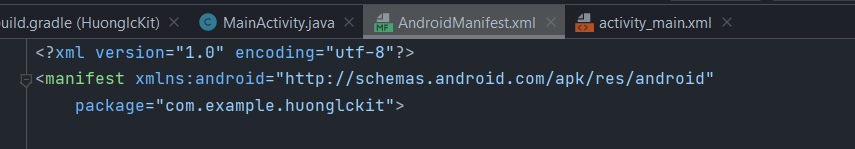 uild.gradle (HuonglcKit) MainActivity.java AndroidManifest.xml activity_main.xml
<?xml version="1.0" encoding="utf-8"?>
<manifest xmlns:android="http://schemas.android.com/apk/res/android"
package="com.example.huonglckit">